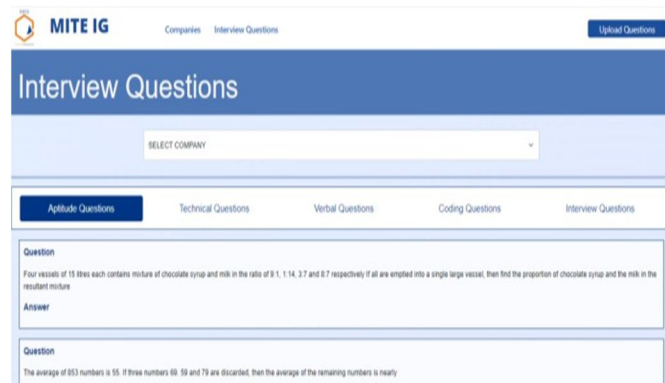 MITE IG
Companies Interview Questions
Upload Questions
Interview Questions
SELECT COMPANY
Aptitude Questions Technical Questions Verbal Questions Coding Questions Interview Questions
Question
Four vessels of 15 litres each contains mixture of chocolate syrup and milk in the ratio of 9:1, 1:14, 3:7 and 8:7 respectively If all are emptied into a single large vessel, then find the proportion of chocolate syrup and the milk in the
resultant mixture
Answer
Question
The average of 853 numbers is 55. If three numbers 69. 59 and 79 are discarded, then the average of the remaining numbers is nearly